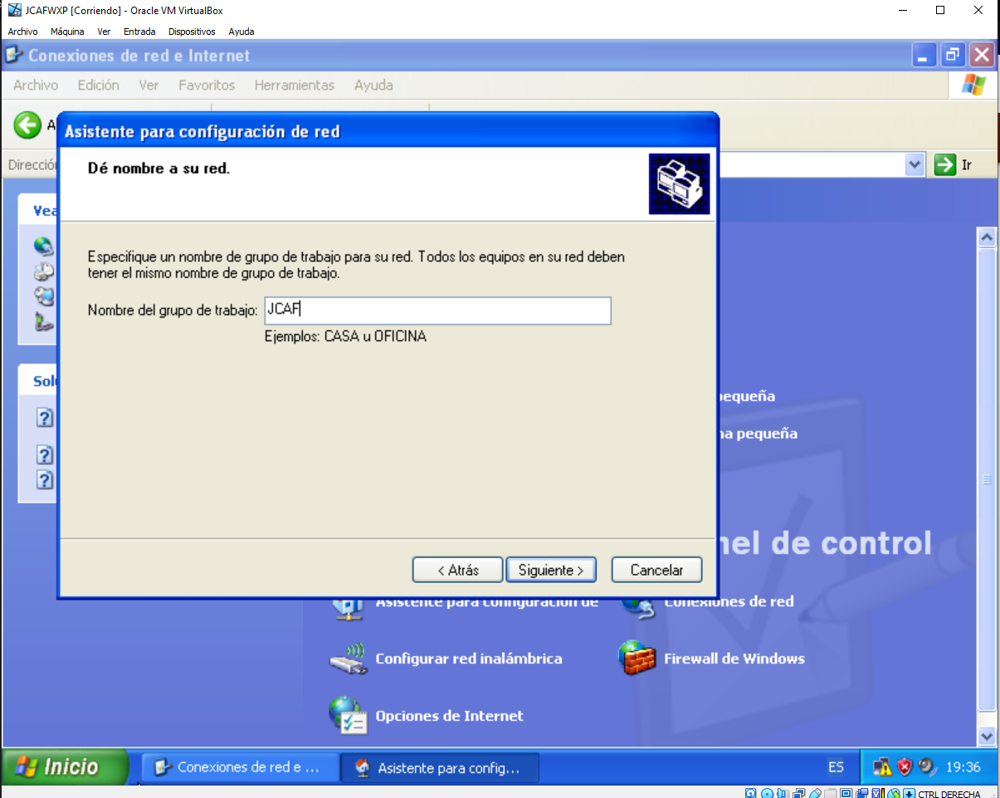 JCAFWXP [Corriendo] - Oracle VM VirtualBox
Archivo Máquina Ver Entrada Dispositivos Ayuda
Conexiones de red e Internet
Archivo Edición Ver Favoritos Herramientas Ayuda
A
Asistente para configuración de red
Direcció
Ir
Dé nombre a su red.
Vea
Especifique un nombre de grupo de trabajo para su red. Todos los equipos en su red deben
tener el mismo nombre de grupo de trabajo.
Nombre del grupo de trabajo: JCAF
Ejemplos: CASA u OFICINA
Solu
pequeña
na pequeña
nel de control
< Atrás Siguiente > Cancelar
Asistente para configuración de
Conexiones de red
Configurar red inalámbrica
Firewall de Windows
Opciones de Internet
Inicio Conexiones de red e ... Asistente para config... ES 19:36
CTRL DERECHA